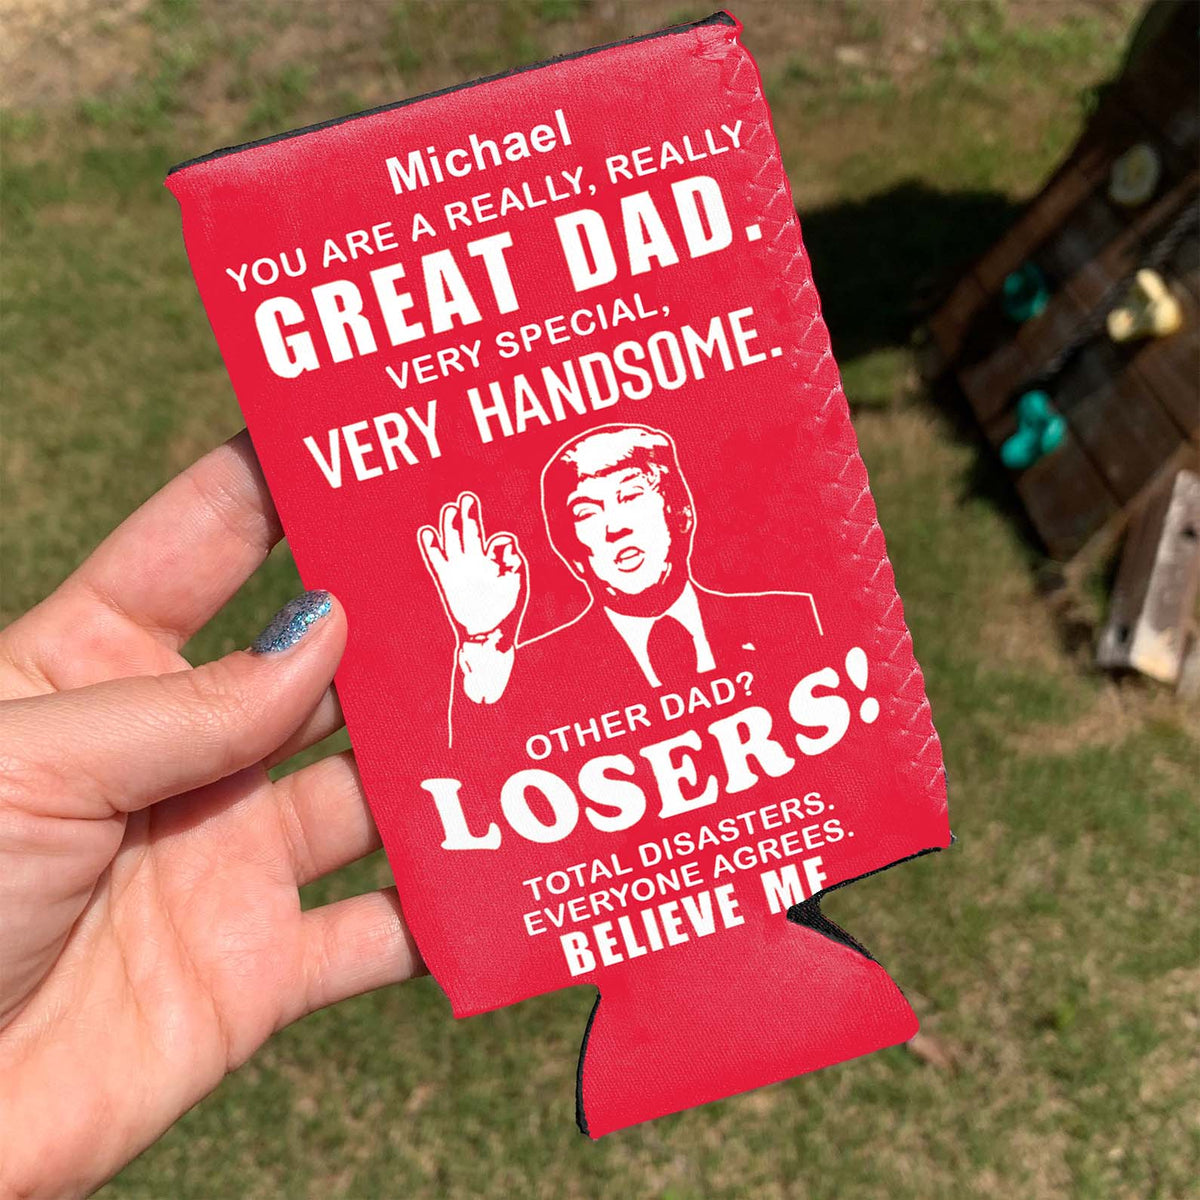 Michael
YOU ARE A REALLY, REALLY
GREAT DAD.
VERY SPECIAL,
VERY HANDSOME.
OTHER DAD?
LOSERS!
TOTAL DISASTERS.
EVERYONE AGREES.
BELIEVE ME